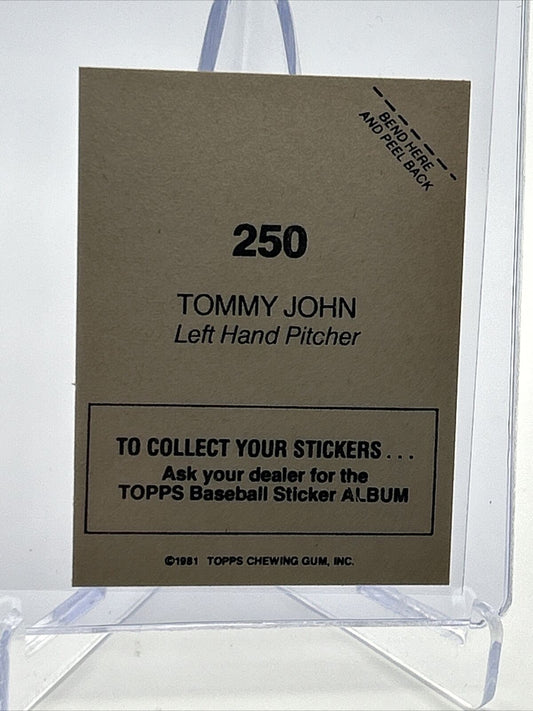 BEND HERE
AND PEEL BACK
250
TOMMY JOHN
Left Hand Pitcher
TO COLLECT YOUR STICKERS...
Ask your dealer for the
TOPPS Baseball Sticker ALBUM
©1981 TOPPS CHEWING GUM, INC.